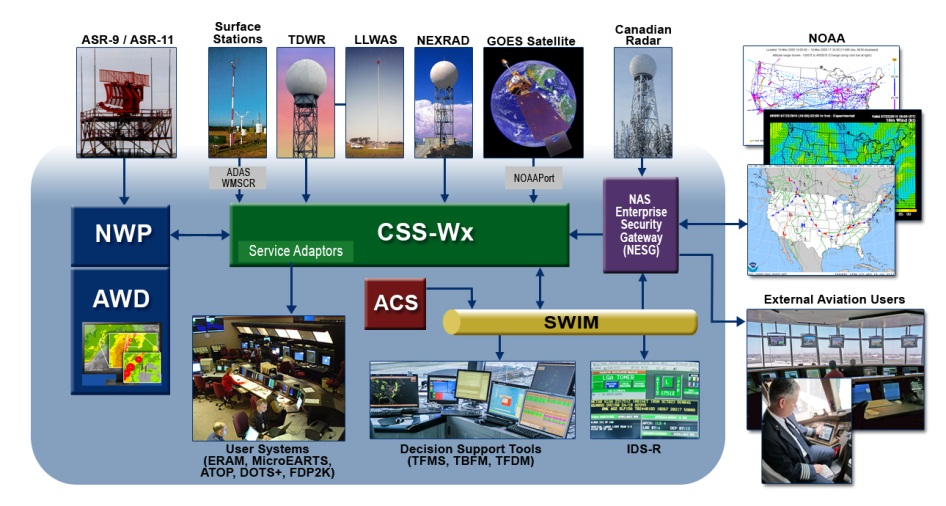 ASR-9 / ASR-11
Surface
Stations
TDWR
LLWAS
NEXRAD
GOES Satellite
Canadian
Radar
NOAA
ADAS
WMSCR
NOAAPort
NWP
CSS-Wx
Service Adaptors
NAS
Enterprise
Security
Gateway
(NESG)
AWD
ACS
SWIM
External Aviation Users
User Systems
(ERAM, MicroEARTS,
ATOP, DOTS+, FDP2K)
Decision Support Tools
(TFMS, TBFM, TFDM)
LGA TOWER
IDS-R